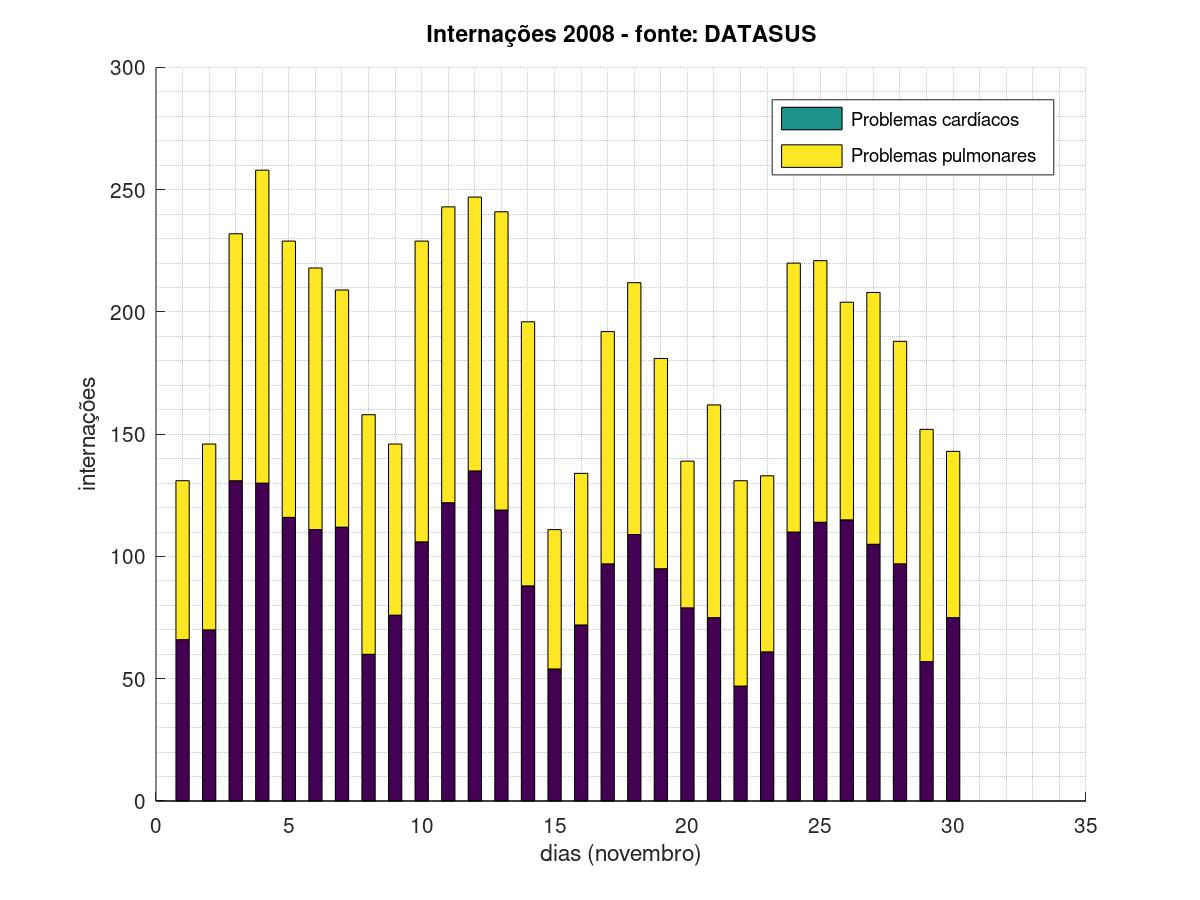 Internações 2008 - fonte: DATASUS
300
250
200
150
100
50
0
internações
Problemas cardíacos
Problemas pulmonares
0 5 10 15 20 25 30 35
dias (novembro)